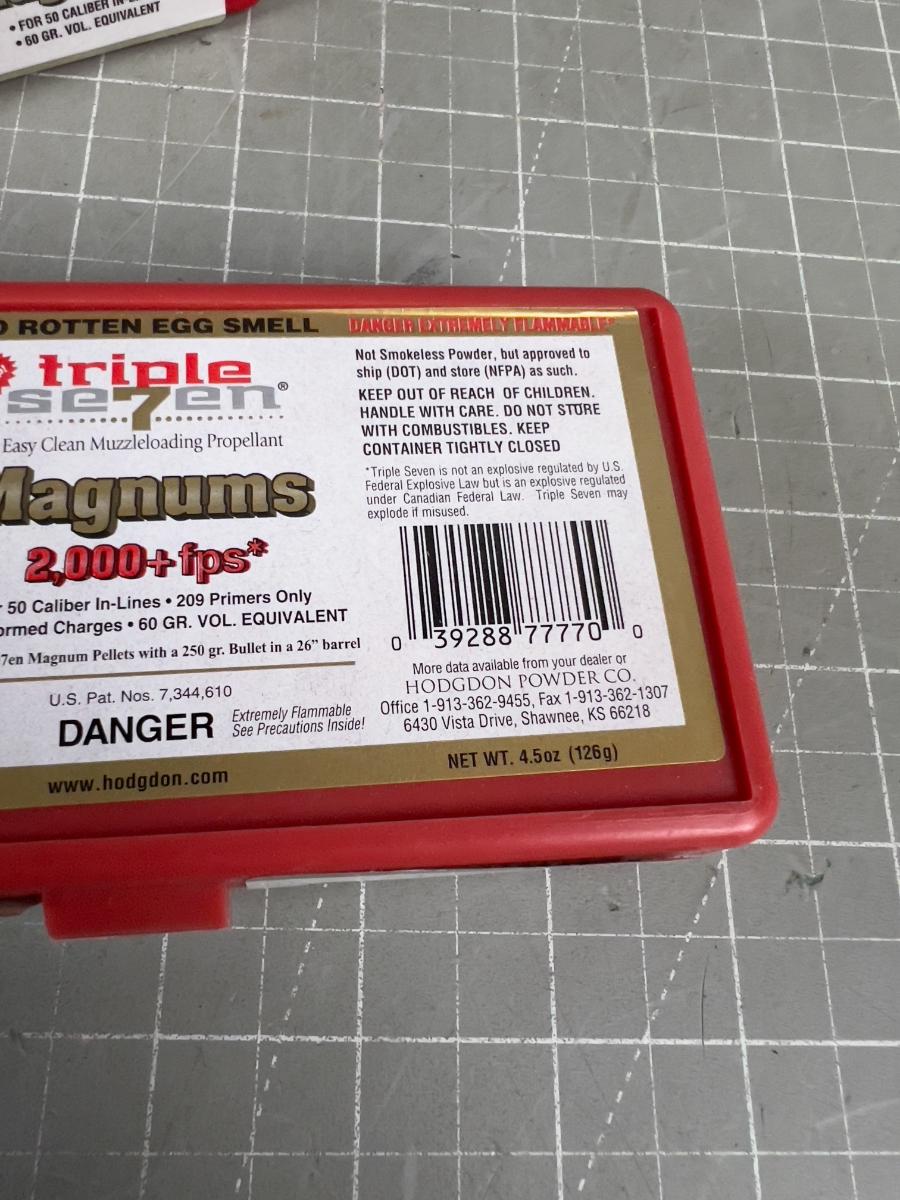 • FOR 50 CALIBER
• 60 GR. VOL. EQUIVALENT
ROTTEN EGG SMELL
DANGER EXTREMELY FLAMMABLE*
triple
se7en®
Easy Clean Muzzleloading Propellant
Magnums
2,000+fps*
50 Caliber In-Lines • 209 Primers Only
Charges • 60 GR. VOL. EQUIVALENT
7en Magnum Pellets with a 250 gr. Bullet in a 26" barrel
U.S. Pat. Nos. 7,344,610
DANGER
Extremely Flammable
See Precautions Inside!
www.hodgdon.com
Not Smokeless Powder, but approved to
ship (DOT) and store (NFPA) as such.
KEEP OUT OF REACH OF CHILDREN.
HANDLE WITH CARE. DO NOT STORE
WITH COMBUSTIBLES. KEEP
CONTAINER TIGHTLY CLOSED
*Triple Seven is not an explosive regulated by U.S.
Federal Explosive Law but is an explosive regulated
under Canadian Federal Law. Triple Seven may
explode if misused.
0 39288 77770 0
More data available from your dealer or
HODGDON POWDER CO.
Office 1-913-362-9455, Fax 1-913-362-1307
6430 Vista Drive, Shawnee, KS 66218
NET WT. 4.5oz (126g)